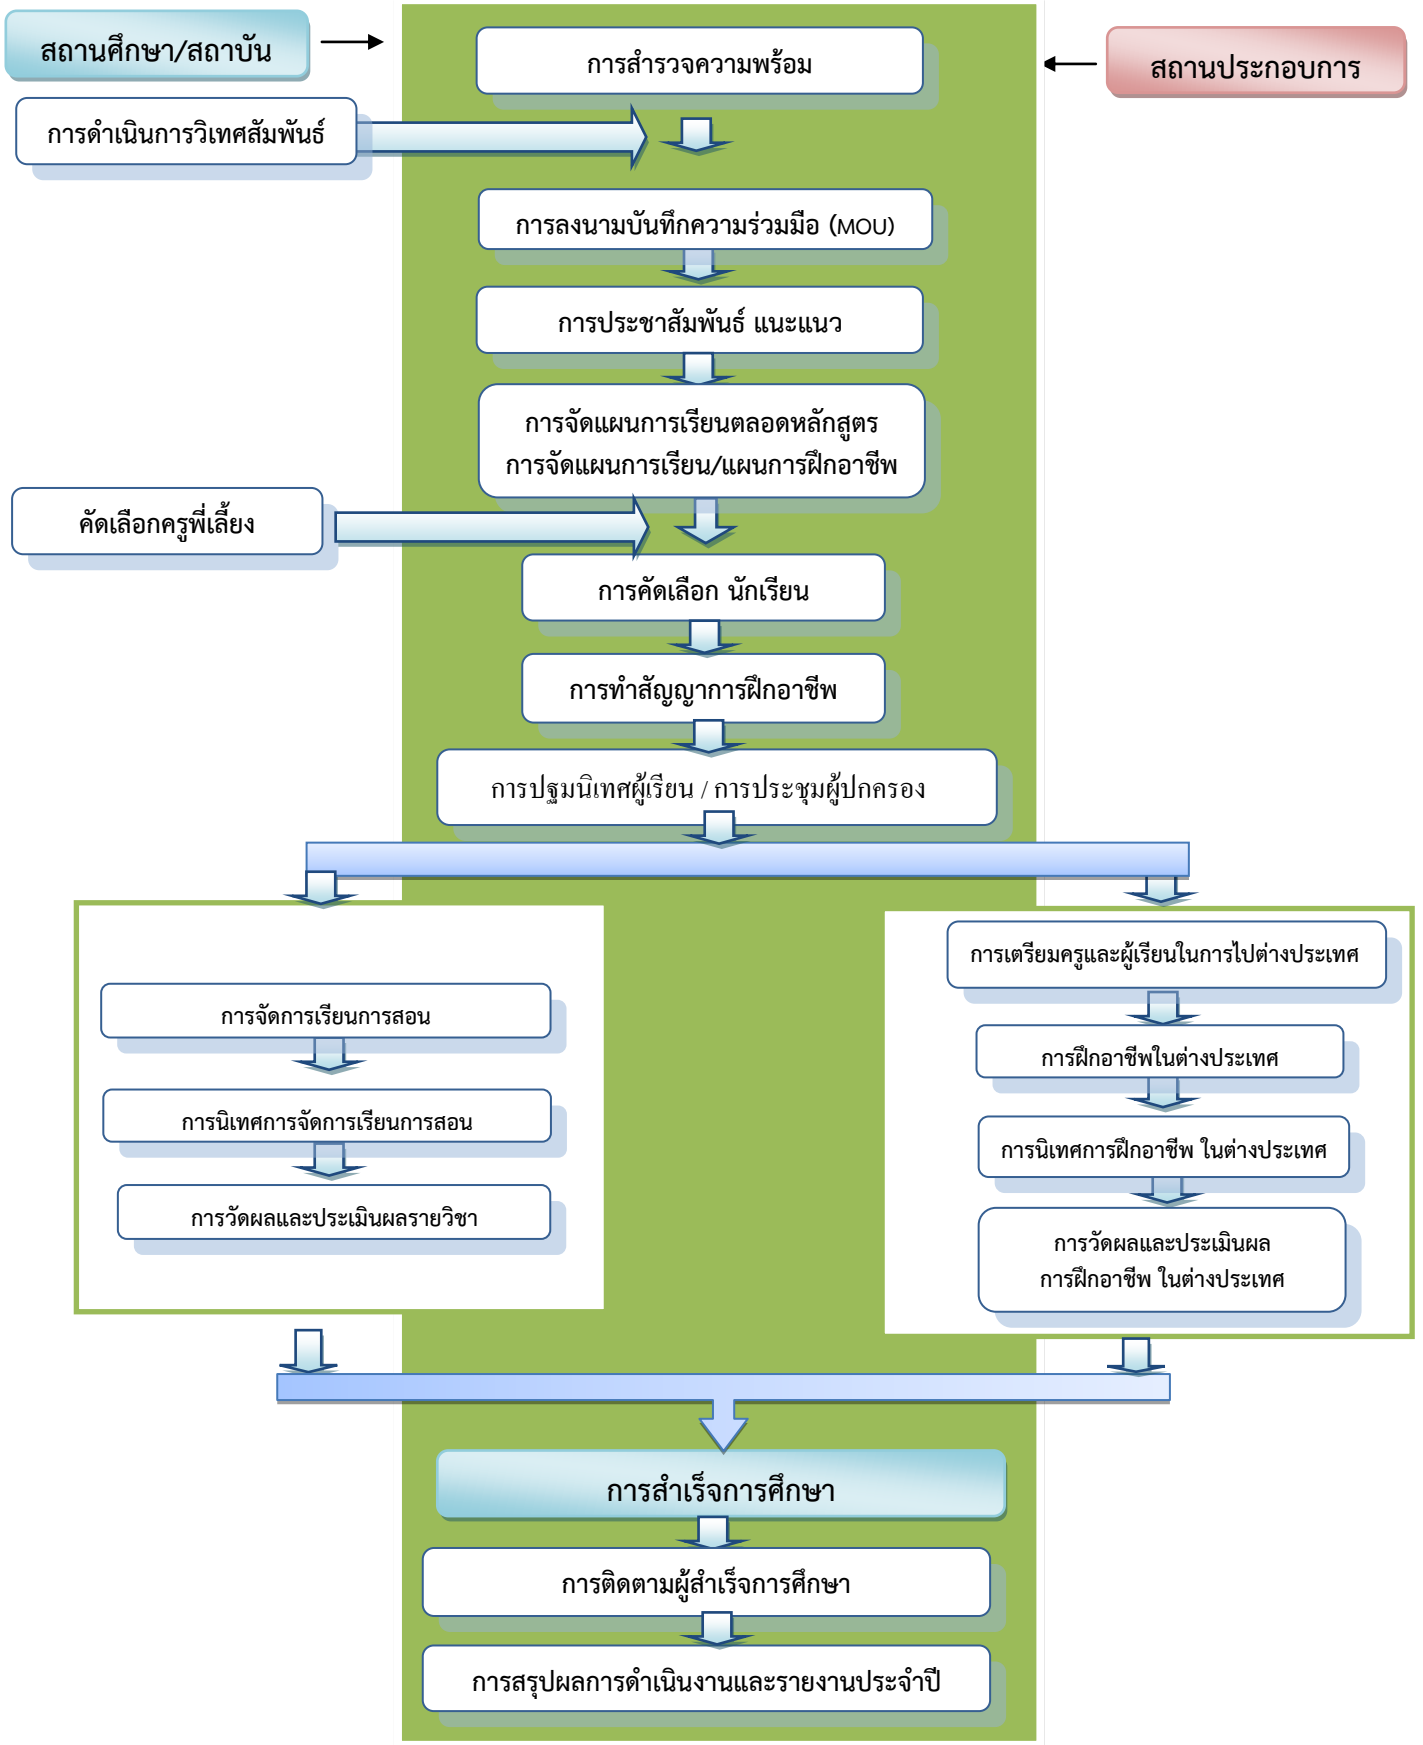 สถานศึกษา/สถาบัน
การสำรวจความพร้อม
สถานประกอบการ
การดำเนินการวิเทศสัมพันธ์
การลงนามบันทึกความร่วมมือ (MOU)
การประชาสัมพันธ์ แนะแนว
การจัดแผนการเรียนตลอดหลักสูตร
การจัดแผนการเรียน/แผนการฝึกอาชีพ
คัดเลือกครูพี่เลี้ยง
การคัดเลือก นักเรียน
การทำสัญญาการฝึกอาชีพ
การปฐมนิเทศผู้เรียน / การประชุมผู้ปกครอง
การจัดการเรียนการสอน
การนิเทศการจัดการเรียนการสอน
การวัดผลและประเมินผลรายวิชา
การเตรียมครูและผู้เรียนในการไปต่างประเทศ
การฝึกอาชีพในต่างประเทศ
การนิเทศการฝึกอาชีพ ในต่างประเทศ
การวัดผลและประเมินผล
การฝึกอาชีพ ในต่างประเทศ
การสำเร็จการศึกษา
การติดตามผู้สำเร็จการศึกษา
การสรุปผลการดำเนินงานและรายงานประจำปี